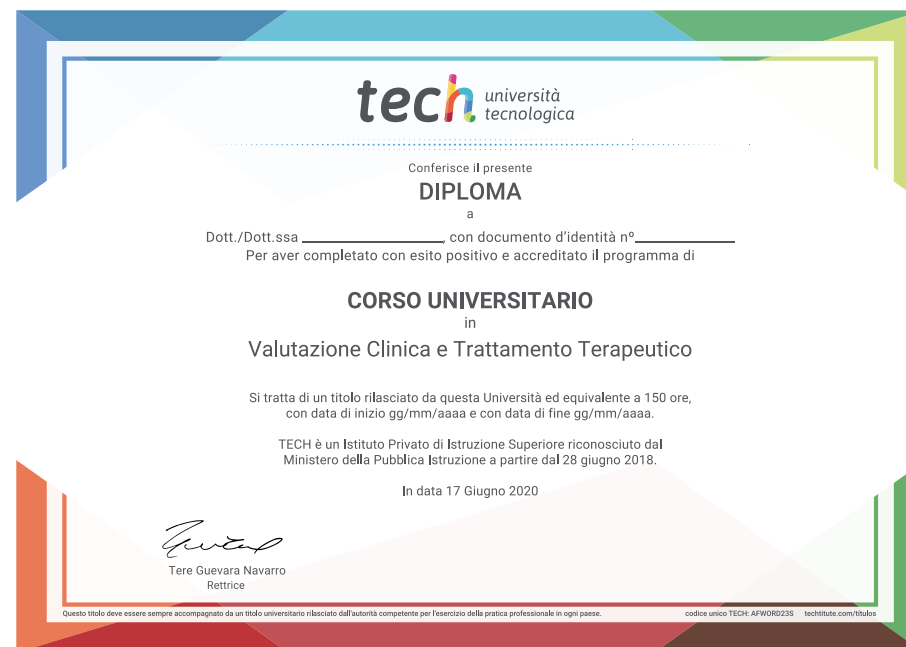 tech università
tecnologica
Conferisce il presente
DIPLOMA
a
Dott./Dott.ssa ____________________, con documento d'identità nº______________
Per aver completato con esito positivo e accreditato il programma di
CORSO UNIVERSITARIO
in
Valutazione Clinica e Trattamento Terapeutico
Si tratta di un titolo rilasciato da questa Università ed equivalente a 150 ore,
con data di inizio gg/mm/aaaa e con data di fine gg/mm/aaaa.
TECH è un Istituto Privato di Istruzione Superiore riconosciuto dal
Ministero della Pubblica Istruzione a partire dal 28 giugno 2018.
In data 17 Giugno 2020
Tere Guevara Navarro
Rettrice
Questo titolo deve essere sempre accompagnato da un titolo universitario rilasciato dall'autorità competente per l'esercizio della pratica professionale in ogni paese. codice unico TECH: AFWORD23S techtitute.com/títulos